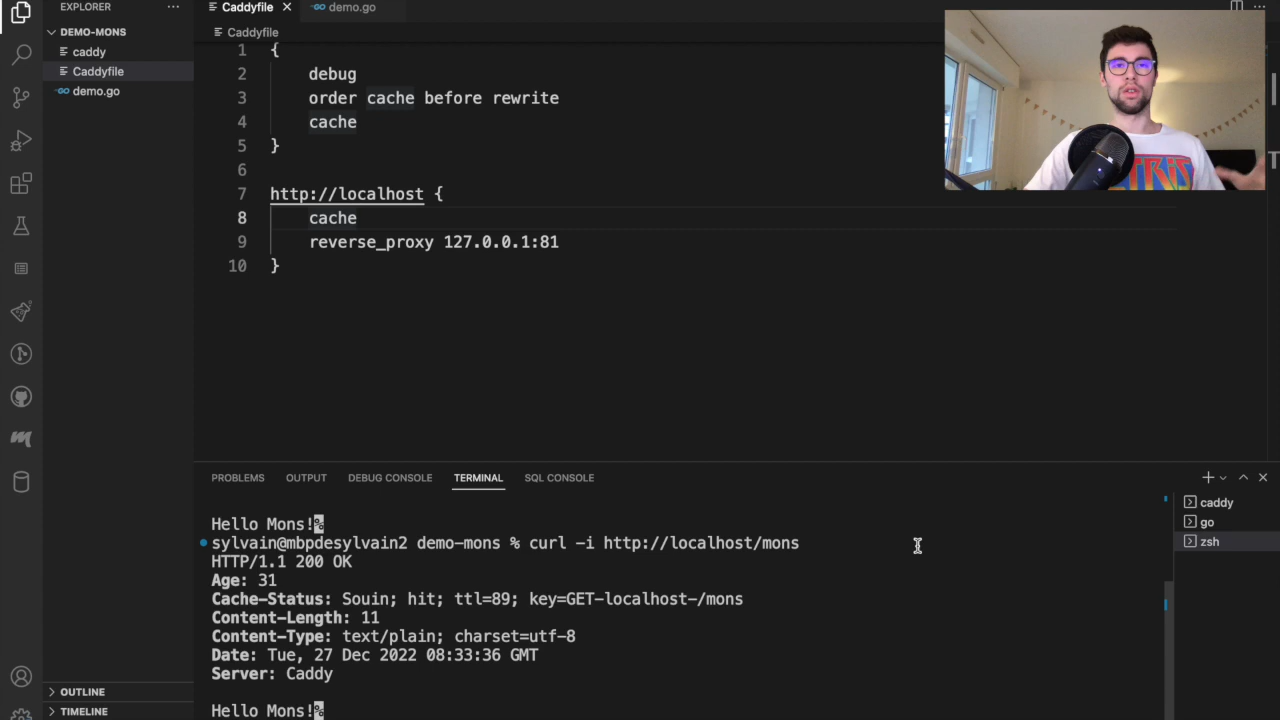 EXPLORER
DEMO-MONS
caddy
Caddyfile
GO demo.go
OUTLINE
TIMELINE
Caddyfile
GO demo.go
Caddyfile
1 {
2 debug
3 order cache before rewrite
4 cache
5 }
6
7 http://localhost {
8 cache
9 reverse_proxy 127.0.0.1:81
10 }
TETRIS
PROBLEMS OUTPUT DEBUG CONSOLE TERMINAL SQL CONSOLE
Hello Mons!%
sylvain@mbpdesylvain2 demo-mons % curl -i http://localhost/mons
HTTP/1.1 200 OK
Age: 31
Cache-Status: Souin; hit; ttl=89; key=GET-localhost-/mons
Content-Length: 11
Content-Type: text/plain; charset=utf-8
Date: Tue, 27 Dec 2022 08:33:36 GMT
Server: Caddy
Hello Mons!%
caddy
go
zsh